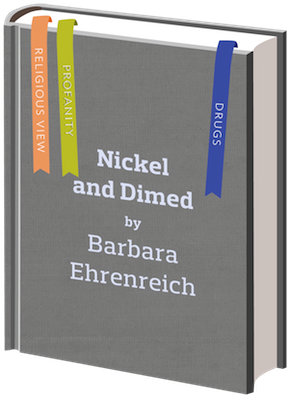 RELIGIOUS VIEW
PROFANITY
DRUGS
Nickel
and Dimed
by
Barbara
Ehrenreich